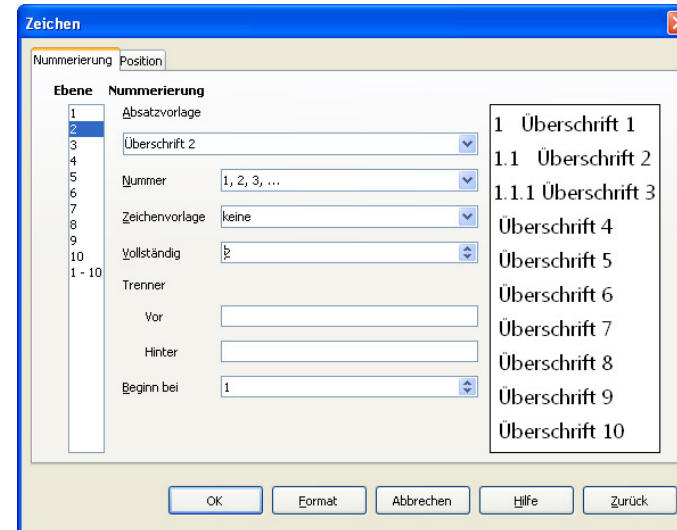 Zeichen
Nummerierung Position
Ebene Nummerierung
1
2
3
4
5
6
7
8
9
10
1 - 10
Absatzvorlage
Überschrift 2
Nummer 1, 2, 3, ...
Zeichenvorlage keine
Vollständig 2
Trenner
Vor
Hinter
Beginn bei 1
1 Überschrift 1
1.1 Überschrift 2
1.1.1 Überschrift 3
Überschrift 4
Überschrift 5
Überschrift 6
Überschrift 7
Überschrift 8
Überschrift 9
Überschrift 10
OK Format Abbrechen Hilfe Zurück